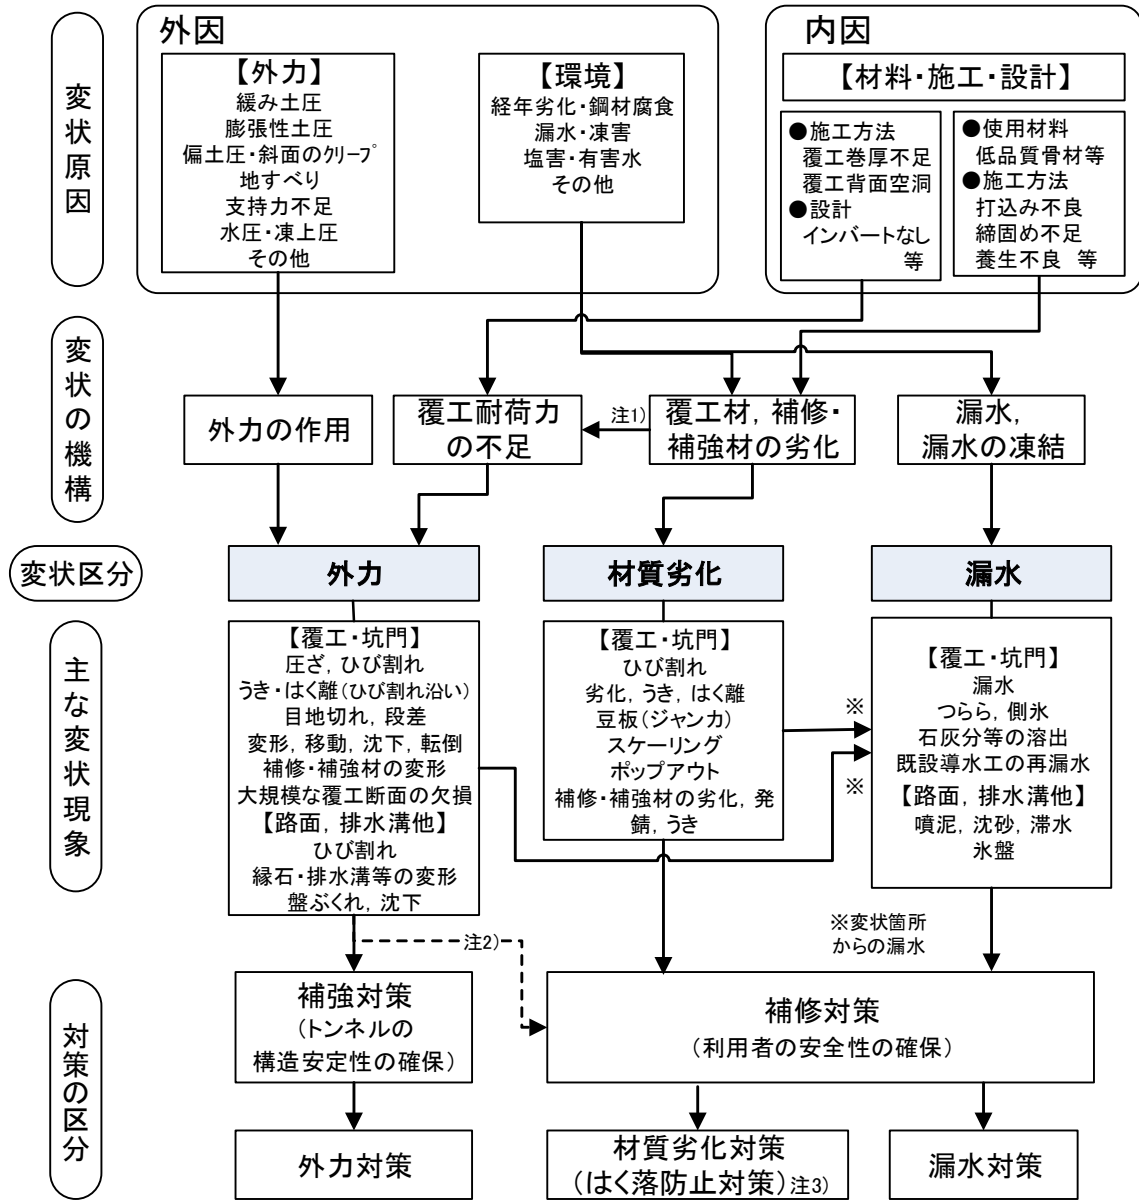 変状原因
外因
【外力】
緩み土圧
膨張性土圧
偏土圧・斜面のｸﾘｰﾌﾟ
地すべり
支持力不足
水圧・凍上圧
その他
【環境】
経年劣化・鋼材腐食
漏水・凍害
塩害・有害水
その他
内因
【材料・施工・設計】
●施工方法
覆工巻厚不足
覆工背面空洞
●設計
インバートなし
等
●使用材料
低品質骨材等
●施工方法
打込み不良
締固め不足
養生不良 等
変状の機構
外力の作用
覆工耐荷力
の不足
注1)
覆工材，補修・
補強材の劣化
漏水，
漏水の凍結
変状区分
外力
材質劣化
漏水
主な変状現象
【覆工・坑門】
圧ざ，ひび割れ
うき・はく離（ひび割れ沿い）
目地切れ，段差
変形，移動，沈下，転倒
補修・補強材の変形
大規模な覆工断面の欠損
【路面，排水溝他】
ひび割れ
縁石・排水溝等の変形
盤ぶくれ，沈下
【覆工・坑門】
ひび割れ
劣化，うき，はく離
豆板（ジャンカ）
スケーリング
ポップアウト
補修・補強材の劣化，発
錆，うき
※
※
【覆工・坑門】
漏水
つらら，側氷
石灰分等の溶出
既設導水工の再漏水
【路面，排水溝他】
噴泥，沈砂，滞水
氷盤
※変状箇所
からの漏水
注2)
対策の区分
補強対策
（トンネルの
構造安定性の確保）
補修対策
（利用者の安全性の確保）
外力対策
材質劣化対策
（はく落防止対策）注3)
漏水対策